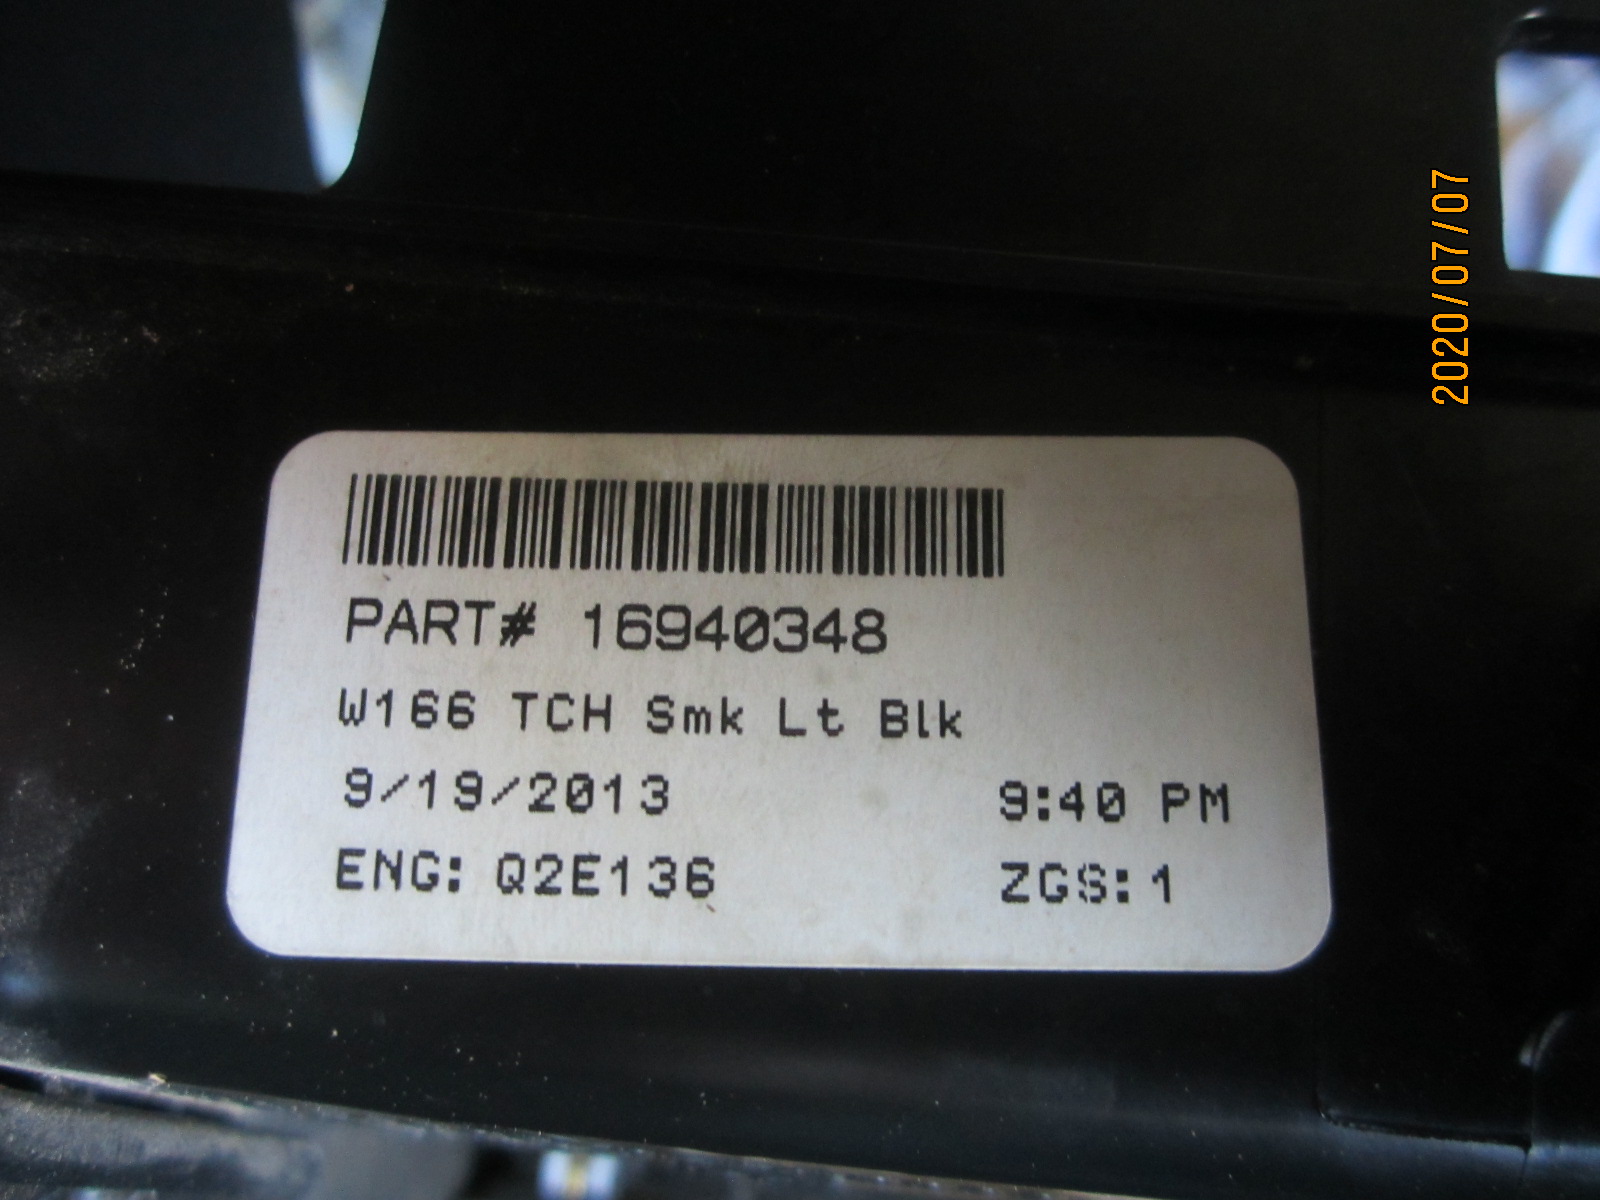 PART# 16940348
W166 TCH Smk Lt Blk
9/19/2013 9:40 PM
ENG: Q2E136 ZGS:1
2020/07/07